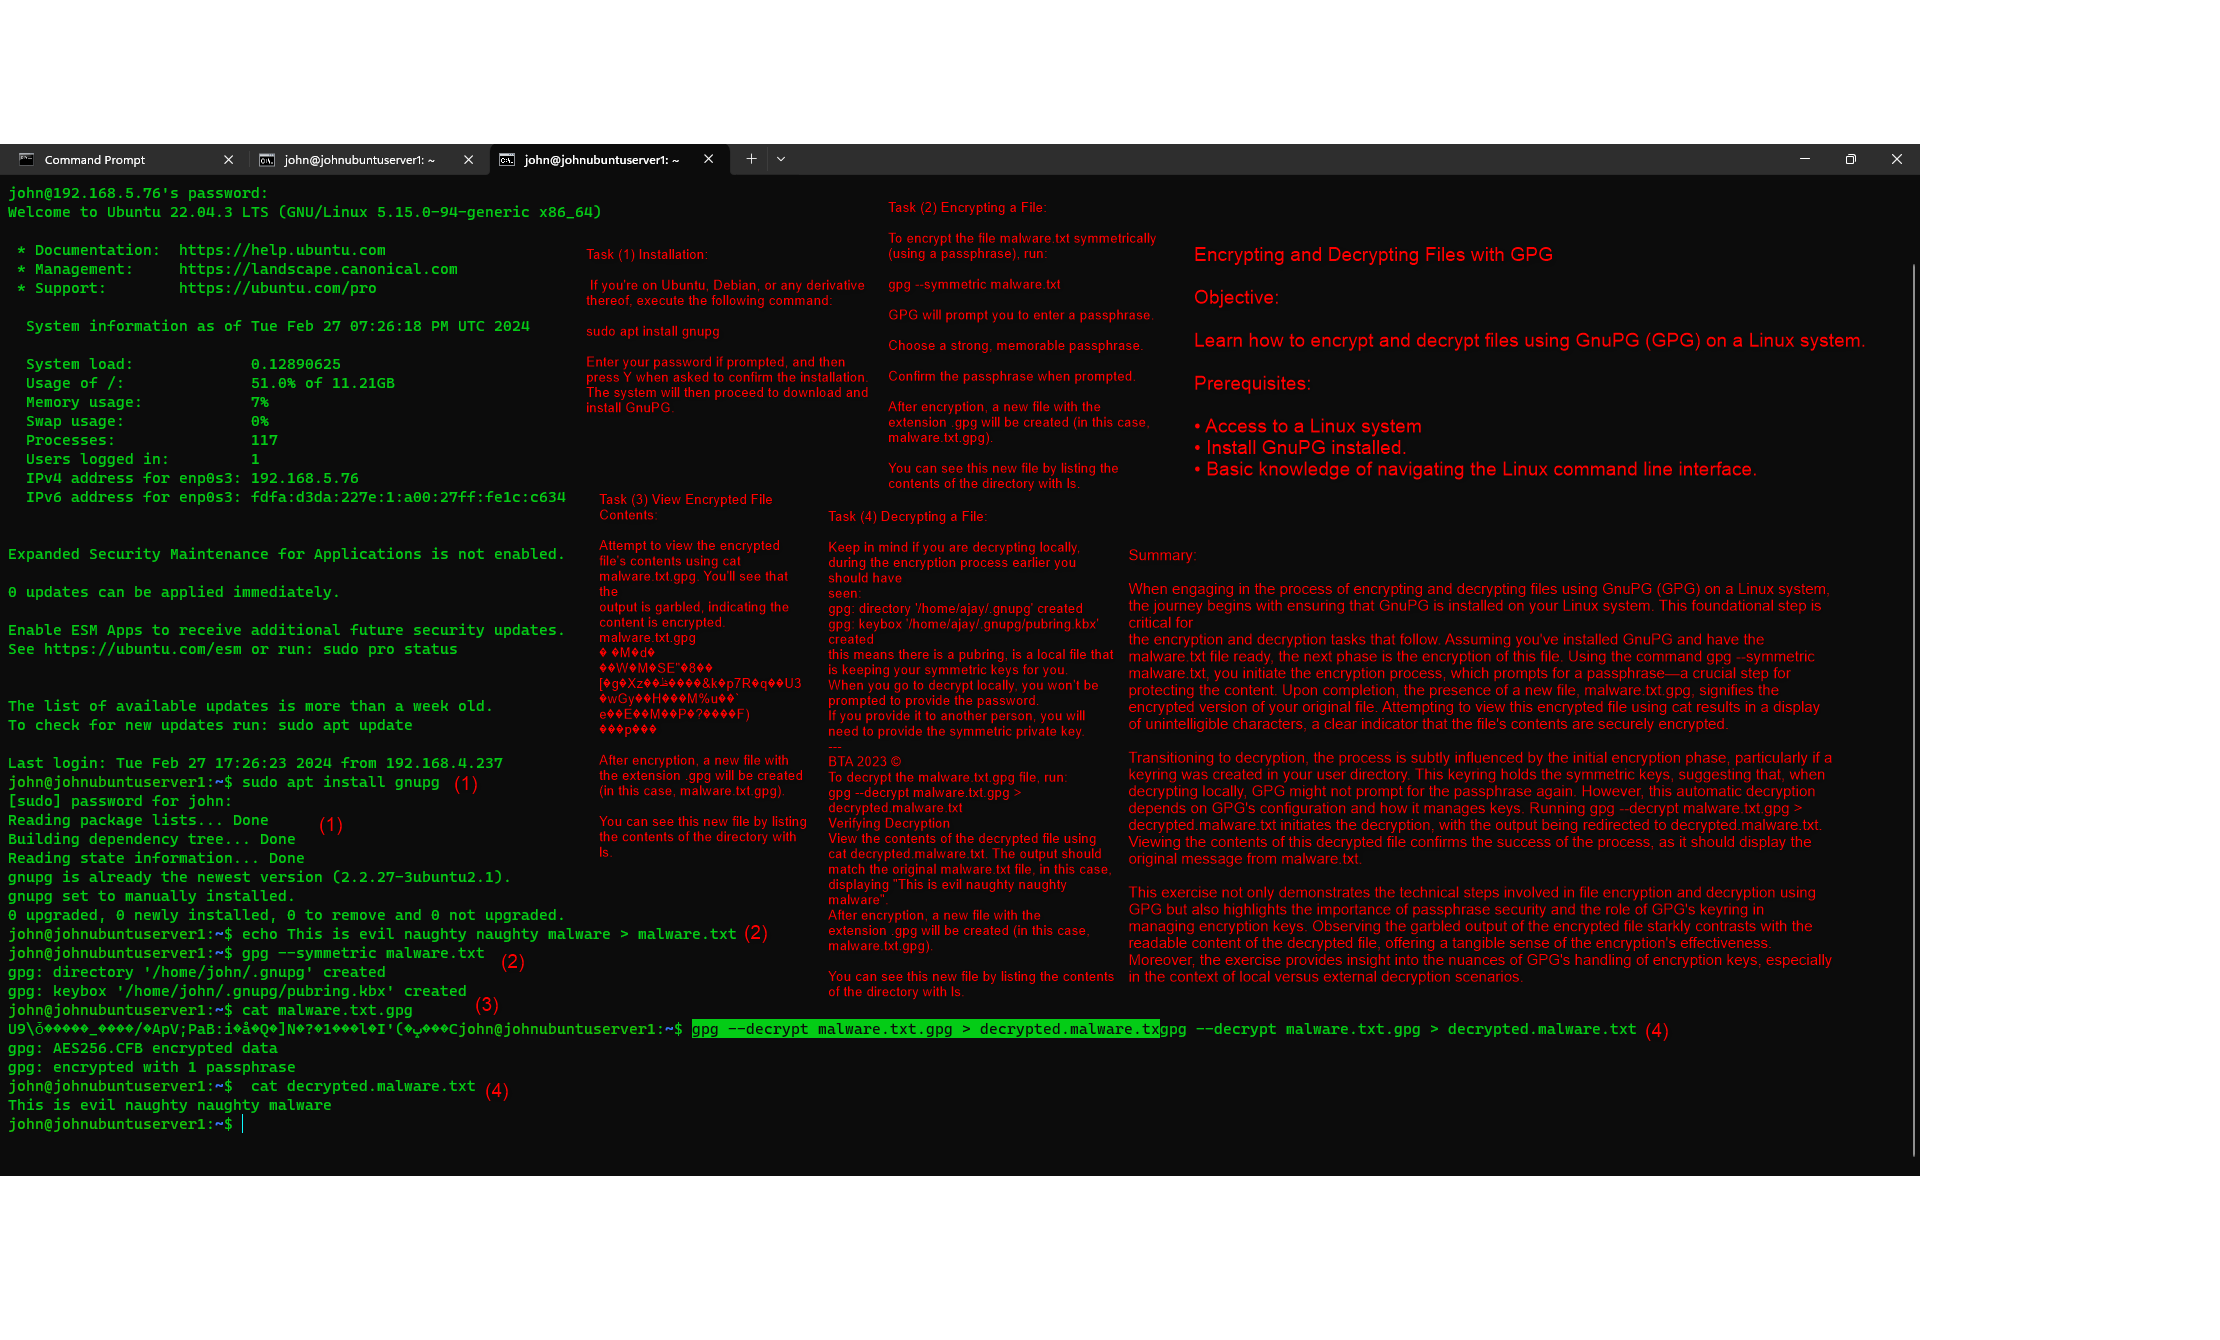 Command Prompt
john@johnubuntuserver1: ~
john@johnubuntuserver1: ~
john@192.168.5.76's password:
Welcome to Ubuntu 22.04.3 LTS (GNU/Linux 5.15.0-94-generic x86_64)
* Documentation:  https://help.ubuntu.com
* Management:     https://landscape.canonical.com
* Support:        https://ubuntu.com/pro
System information as of Tue Feb 27 07:26:18 PM UTC 2024
System load:             0.12890625
Usage of /:              51.0% of 11.21GB
Memory usage:            7%
Swap usage:              0%
Processes:               117
Users logged in:         1
IPv4 address for enp0s3: 192.168.5.76
IPv6 address for enp0s3: fdfa:d3da:227e:1:a00:27ff:fe1c:c634
Expanded Security Maintenance for Applications is not enabled.
0 updates can be applied immediately.
Enable ESM Apps to receive additional future security updates.
See https://ubuntu.com/esm or run: sudo pro status
The list of available updates is more than a week old.
To check for new updates run: sudo apt update
Last login: Tue Feb 27 17:26:23 2024 from 192.168.4.237
john@johnubuntuserver1:~$ sudo apt install gnupg (1)
[sudo] password for john:
Reading package lists... Done (1)
Building dependency tree... Done
Reading state information... Done
gnupg is already the newest version (2.2.27-3ubuntu2.1).
gnupg set to manually installed.
0 upgraded, 0 newly installed, 0 to remove and 0 not upgraded.
john@johnubuntuserver1:~$ echo This is evil naughty naughty malware > malware.txt (2)
john@johnubuntuserver1:~$ gpg --symmetric malware.txt (2)
gpg: directory '/home/john/.gnupg' created
gpg: keybox '/home/john/.gnupg/pubring.kbx' created
john@johnubuntuserver1:~$ cat malware.txt.gpg (3)
john@johnubuntuserver1:~$ gpg --decrypt malware.txt.gpg > decrypted.malware.txgpg --decrypt malware.txt.gpg > decrypted.malware.txt (4)
gpg: AES256.CFB encrypted data
gpg: encrypted with 1 passphrase
john@johnubuntuserver1:~$  cat decrypted.malware.txt (4)
This is evil naughty naughty malware
john@johnubuntuserver1:~$
Task (1) Installation:
If you're on Ubuntu, Debian, or any derivative
thereof, execute the following command:
sudo apt install gnupg
Enter your password if prompted, and then
press Y when asked to confirm the installation.
The system will then proceed to download and
install GnuPG.
Task (2) Encrypting a File:
To encrypt the file malware.txt symmetrically
(using a passphrase), run:
gpg --symmetric malware.txt
GPG will prompt you to enter a passphrase.
Choose a strong, memorable passphrase.
Confirm the passphrase when prompted.
After encryption, a new file with the
extension .gpg will be created (in this case,
malware.txt.gpg).
You can see this new file by listing the
contents of the directory with ls.
Encrypting and Decrypting Files with GPG
Objective:
Learn how to encrypt and decrypt files using GnuPG (GPG) on a Linux system.
Prerequisites:
• Access to a Linux system
• Install GnuPG installed.
• Basic knowledge of navigating the Linux command line interface.
Task (3) View Encrypted File
Contents:
Attempt to view the encrypted
file's contents using cat
malware.txt.gpg. You'll see that
the
output is garbled, indicating the
content is encrypted.
malware.txt.gpg
� �M�d�
��W�M�SE"�8��
�wGy��H���M%u��`
e��E��M��P�?����F)
���p���
After encryption, a new file with
the extension .gpg will be created
(in this case, malware.txt.gpg).
You can see this new file by listing
the contents of the directory with
ls.
Task (4) Decrypting a File:
Keep in mind if you are decrypting locally,
during the encryption process earlier you
should have
seen:
gpg: directory '/home/ajay/.gnupg' created
gpg: keybox '/home/ajay/.gnupg/pubring.kbx'
created
this means there is a pubring, is a local file that
is keeping your symmetric keys for you.
When you go to decrypt locally, you won't be
prompted to provide the password.
If you provide it to another person, you will
need to provide the symmetric private key.
---
BTA 2023 ©
To decrypt the malware.txt.gpg file, run:
gpg --decrypt malware.txt.gpg >
decrypted.malware.txt
Verifying Decryption
View the contents of the decrypted file using
cat decrypted.malware.txt. The output should
match the original malware.txt file, in this case,
displaying "This is evil naughty naughty
malware".
After encryption, a new file with the
extension .gpg will be created (in this case,
malware.txt.gpg).
You can see this new file by listing the contents
of the directory with ls.
Summary:
When engaging in the process of encrypting and decrypting files using GnuPG (GPG) on a Linux system,
the journey begins with ensuring that GnuPG is installed on your Linux system. This foundational step is
critical for
the encryption and decryption tasks that follow. Assuming you've installed GnuPG and have the
malware.txt file ready, the next phase is the encryption of this file. Using the command gpg --symmetric
malware.txt, you initiate the encryption process, which prompts for a passphrase—a crucial step for
protecting the content. Upon completion, the presence of a new file, malware.txt.gpg, signifies the
encrypted version of your original file. Attempting to view this encrypted file using cat results in a display
of unintelligible characters, a clear indicator that the file's contents are securely encrypted.
Transitioning to decryption, the process is subtly influenced by the initial encryption phase, particularly if a
keyring was created in your user directory. This keyring holds the symmetric keys, suggesting that, when
decrypting locally, GPG might not prompt for the passphrase again. However, this automatic decryption
depends on GPG's configuration and how it manages keys. Running gpg --decrypt malware.txt.gpg >
decrypted.malware.txt initiates the decryption, with the output being redirected to decrypted.malware.txt.
Viewing the contents of this decrypted file confirms the success of the process, as it should display the
original message from malware.txt.
This exercise not only demonstrates the technical steps involved in file encryption and decryption using
GPG but also highlights the importance of passphrase security and the role of GPG's keyring in
managing encryption keys. Observing the garbled output of the encrypted file starkly contrasts with the
readable content of the decrypted file, offering a tangible sense of the encryption's effectiveness.
Moreover, the exercise provides insight into the nuances of GPG's handling of encryption keys, especially
in the context of local versus external decryption scenarios.